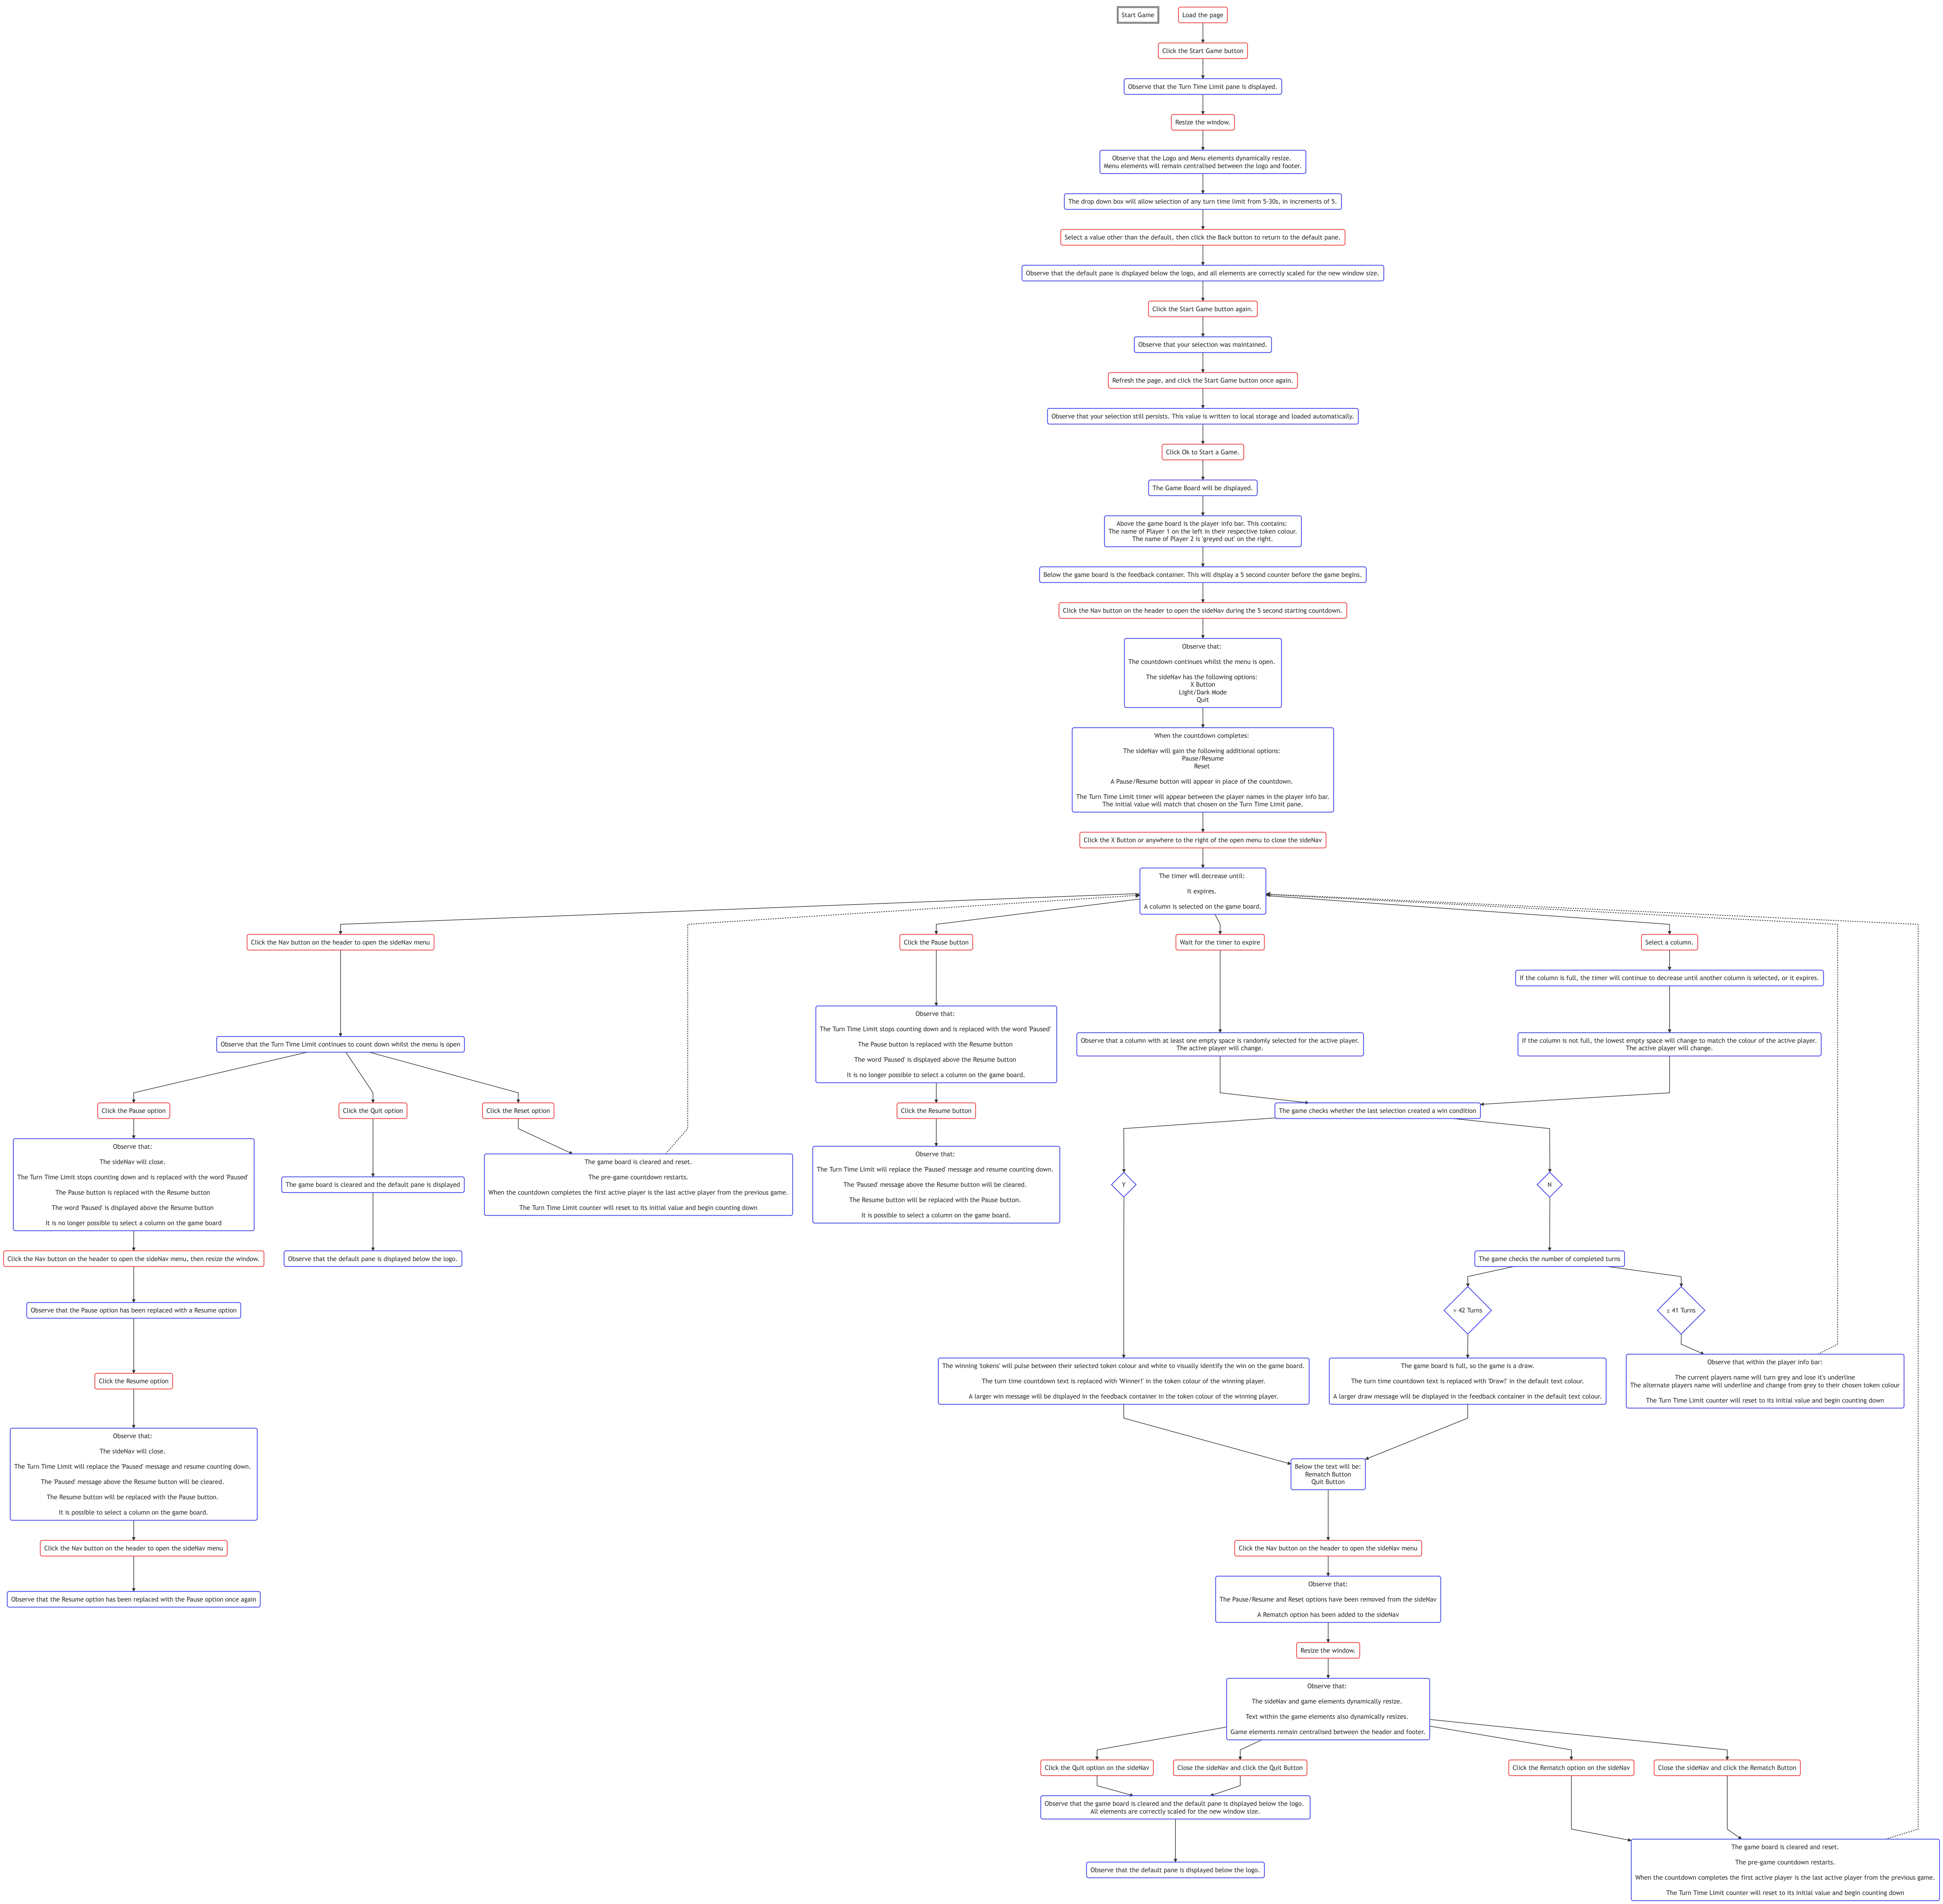 Start Game
Load the page
Click the Start Game button
Observe that the Turn Time Limit pane is displayed.
Resize the window.
Observe that the Logo and Menu elements dynamically resize.
Menu elements will remain centralised between the logo and footer.
The drop down box will allow selection of any turn time limit from 5-30s, in increments of 5.
Select a value other than the default, then click the Back button to return to the default pane.
Observe that the default pane is displayed below the logo, and all elements are correctly scaled for the new window size.
Click the Start Game button again.
Observe that your selection was maintained.
Refresh the page, and click the Start Game button once again.
Observe that your selection still persists. This value is written to local storage and loaded automatically.
Click Ok to Start a Game.
The Game Board will be displayed.
Above the game board is the player info bar. This contains:
The name of Player 1 on the left in their respective token colour.
The name of Player 2 is 'greyed out' on the right.
Below the game board is the feedback container. This will display a 5 second counter before the game begins.
Click the Nav button on the header to open the sideNav during the 5 second starting countdown.
Observe that:
The countdown continues whilst the menu is open.
The sideNav has the following options:
X Button
Light/Dark Mode
Quit
When the countdown completes:
The sideNav will gain the following additional options:
Pause/Resume
Reset
A Pause/Resume button will appear in place of the countdown.
The Turn Time Limit timer will appear between the player names in the player info bar.
The initial value will match that chosen on the Turn Time Limit pane.
Click the X Button or anywhere to the right of the open menu to close the sideNav
The timer will decrease until:
It expires.
A column is selected on the game board.
Click the Nav button on the header to open the sideNav menu
Click the Pause button
Wait for the timer to expire
Select a column.
If the column is full, the timer will continue to decrease until another column is selected, or it expires.
Observe that the Turn Time Limit continues to count down whilst the menu is open
Observe that:
The Turn Time Limit stops counting down and is replaced with the word 'Paused'
The Pause button is replaced with the Resume button
The word 'Paused' is displayed above the Resume button
It is no longer possible to select a column on the game board.
Observe that a column with at least one empty space is randomly selected for the active player.
The active player will change.
If the column is not full, the lowest empty space will change to match the colour of the active player.
The active player will change.
Click the Pause option
Click the Quit option
Click the Reset option
Click the Resume button
The game checks whether the last selection created a win condition
Observe that:
The sideNav will close.
The Turn Time Limit stops counting down and is replaced with the word 'Paused'
The Pause button is replaced with the Resume button
The word 'Paused' is displayed above the Resume button
It is no longer possible to select a column on the game board
The game board is cleared and the default pane is displayed
The game board is cleared and reset.
The pre-game countdown restarts.
When the countdown completes the first active player is the last active player from the previous game.
The Turn Time Limit counter will reset to its initial value and begin counting down
Observe that:
The Turn Time Limit will replace the 'Paused' message and resume counting down.
The 'Paused' message above the Resume button will be cleared.
The Resume button will be replaced with the Pause button.
It is possible to select a column on the game board.
Y
N
Click the Nav button on the header to open the sideNav menu, then resize the window.
Observe that the default pane is displayed below the logo.
The game checks the number of completed turns
Observe that the Pause option has been replaced with a Resume option
= 42 Turns
≤ 41 Turns
Click the Resume option
The winning 'tokens' will pulse between their selected token colour and white to visually identify the win on the game board.
The turn time countdown text is replaced with 'Winner!' in the token colour of the winning player.
A larger win message will be displayed in the feedback container in the token colour of the winning player.
The game board is full, so the game is a draw.
The turn time countdown text is replaced with 'Draw!' in the default text colour.
A larger draw message will be displayed in the feedback container in the default text colour.
Observe that within the player info bar:
The current players name will turn grey and lose it's underline
The alternate players name will underline and change from grey to their chosen token colour
The Turn Time Limit counter will reset to its initial value and begin counting down
Observe that:
The sideNav will close.
The Turn Time Limit will replace the 'Paused' message and resume counting down.
The 'Paused' message above the Resume button will be cleared.
The Resume button will be replaced with the Pause button.
It is possible to select a column on the game board.
Below the text will be:
Rematch Button
Quit Button
Click the Nav button on the header to open the sideNav menu
Click the Nav button on the header to open the sideNav menu
Observe that the Resume option has been replaced with the Pause option once again
Observe that:
The Pause/Resume and Reset options have been removed from the sideNav
A Rematch option has been added to the sideNav
Resize the window.
Observe that:
The sideNav and game elements dynamically resize.
Text within the game elements also dynamically resizes.
Game elements remain centralised between the header and footer.
Click the Quit option on the sideNav
Close the sideNav and click the Quit Button
Click the Rematch option on the sideNav
Close the sideNav and click the Rematch Button
Observe that the game board is cleared and the default pane is displayed below the logo.
All elements are correctly scaled for the new window size.
Observe that the default pane is displayed below the logo.
The game board is cleared and reset.
The pre-game countdown restarts.
When the countdown completes the first active player is the last active player from the previous game.
The Turn Time Limit counter will reset to its initial value and begin counting down